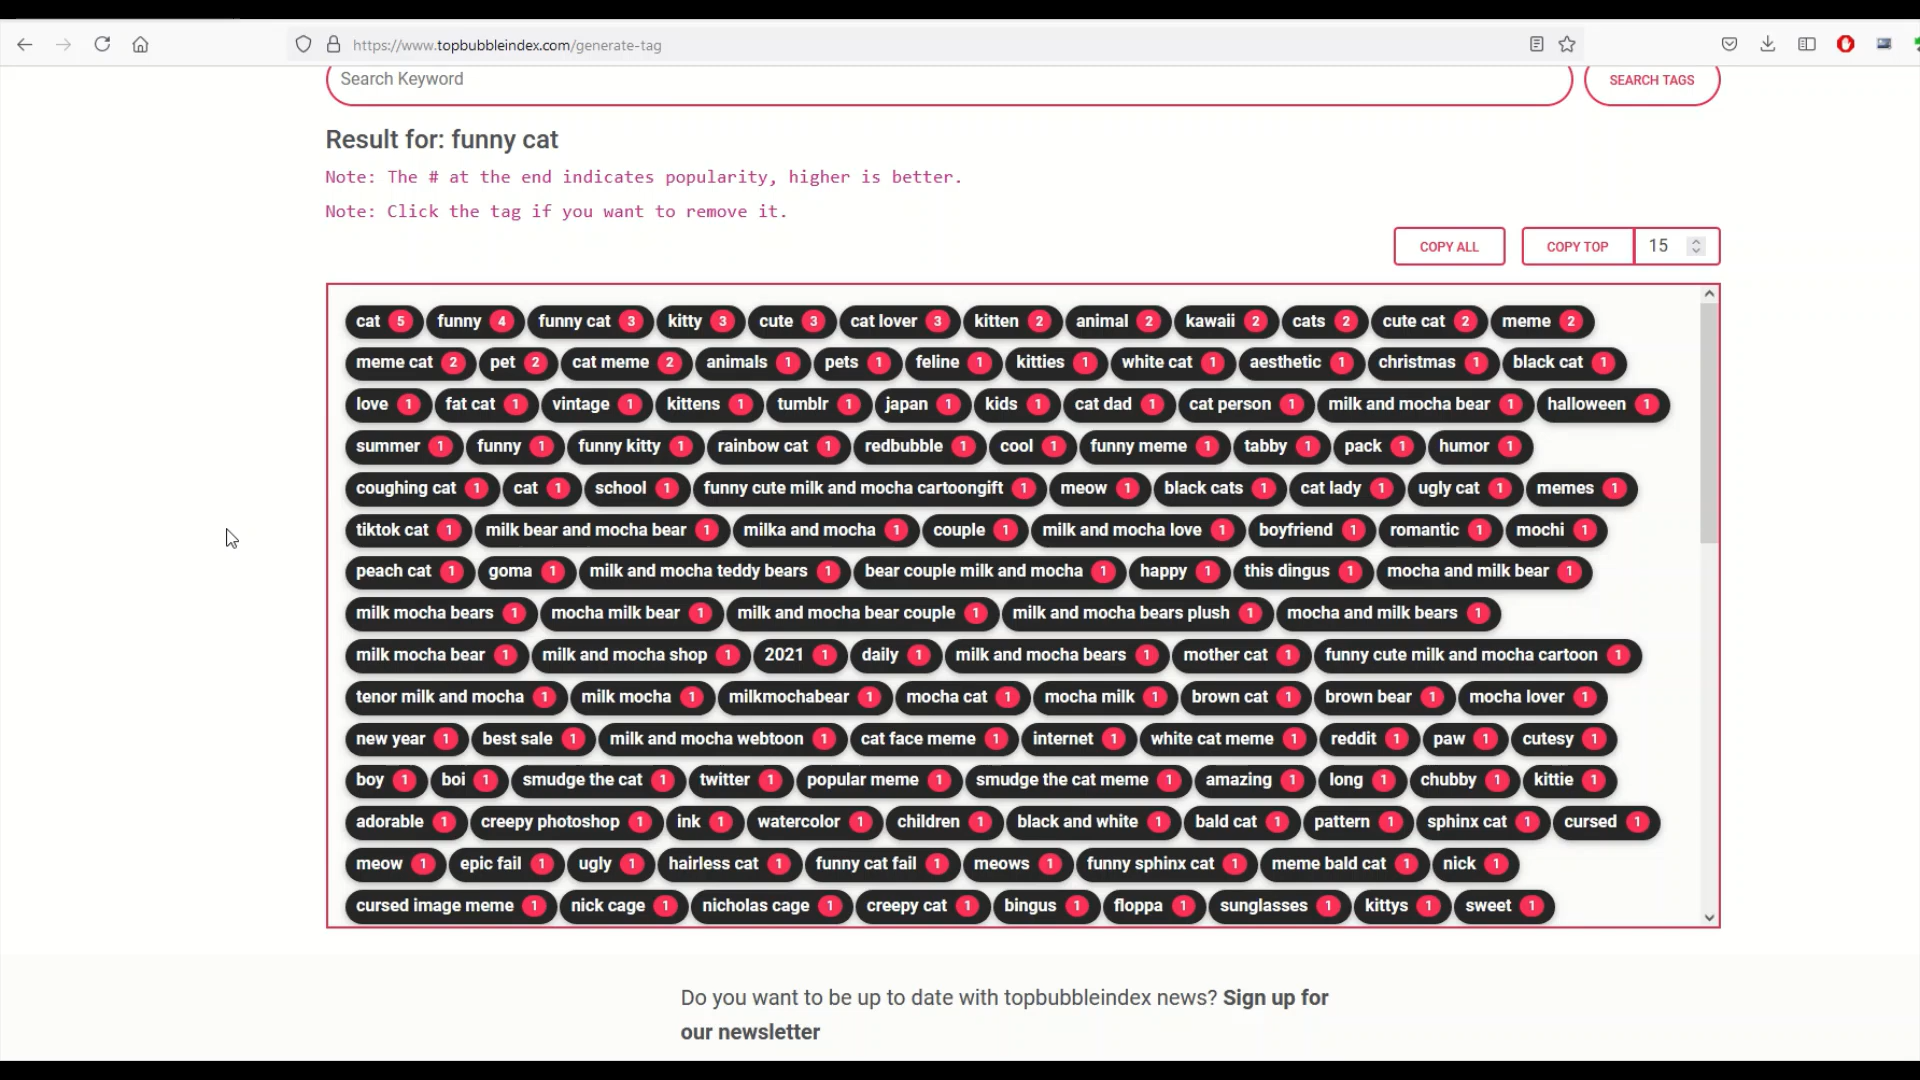 https://www.topbubbleindex.com/generate-tag
Search Keyword
SEARCH TAGS
Result for: funny cat
Note: The # at the end indicates popularity, higher is better.
Note: Click the tag if you want to remove it.
COPY ALL COPY TOP 15
cat 5 funny 4 funny cat 3 kitty 3 cute 3 cat lover 3 kitten 2 animal 2 kawaii 2 cats 2 cute cat 2 meme 2
meme cat 2 pet 2 cat meme 2 animals 1 pets 1 feline 1 kitties 1 white cat 1 aesthetic 1 christmas 1 black cat 1
love 1 fat cat 1 vintage 1 kittens 1 tumblr 1 japan 1 kids 1 cat dad 1 cat person 1 milk and mocha bear 1 halloween 1
summer 1 funny 1 funny kitty 1 rainbow cat 1 redbubble 1 cool 1 funny meme 1 tabby 1 pack 1 humor 1
coughing cat 1 cat 1 school 1 funny cute milk and mocha cartoongift 1 meow 1 black cats 1 cat lady 1 ugly cat 1 memes 1
tiktok cat 1 milk bear and mocha bear 1 milka and mocha 1 couple 1 milk and mocha love 1 boyfriend 1 romantic 1 mochi 1
peach cat 1 goma 1 milk and mocha teddy bears 1 bear couple milk and mocha 1 happy 1 this dingus 1 mocha and milk bear 1
milk mocha bears 1 mocha milk bear 1 milk and mocha bear couple 1 milk and mocha bears plush 1 mocha and milk bears 1
milk mocha bear 1 milk and mocha shop 1 2021 1 daily 1 milk and mocha bears 1 mother cat 1 funny cute milk and mocha cartoon 1
tenor milk and mocha 1 milk mocha 1 milkmochabear 1 mocha cat 1 mocha milk 1 brown cat 1 brown bear 1 mocha lover 1
new year 1 best sale 1 milk and mocha webtoon 1 cat face meme 1 internet 1 white cat meme 1 reddit 1 paw 1 cutesy 1
boy 1 boi 1 smudge the cat 1 twitter 1 popular meme 1 smudge the cat meme 1 amazing 1 long 1 chubby 1 kittie 1
adorable 1 creepy photoshop 1 ink 1 watercolor 1 children 1 black and white 1 bald cat 1 pattern 1 sphinx cat 1 cursed 1
meow 1 epic fail 1 ugly 1 hairless cat 1 funny cat fail 1 meows 1 funny sphinx cat 1 meme bald cat 1 nick 1
cursed image meme 1 nick cage 1 nicholas cage 1 creepy cat 1 bingus 1 floppa 1 sunglasses 1 kittys 1 sweet 1
Do you want to be up to date with topbubbleindex news? Sign up for
our newsletter